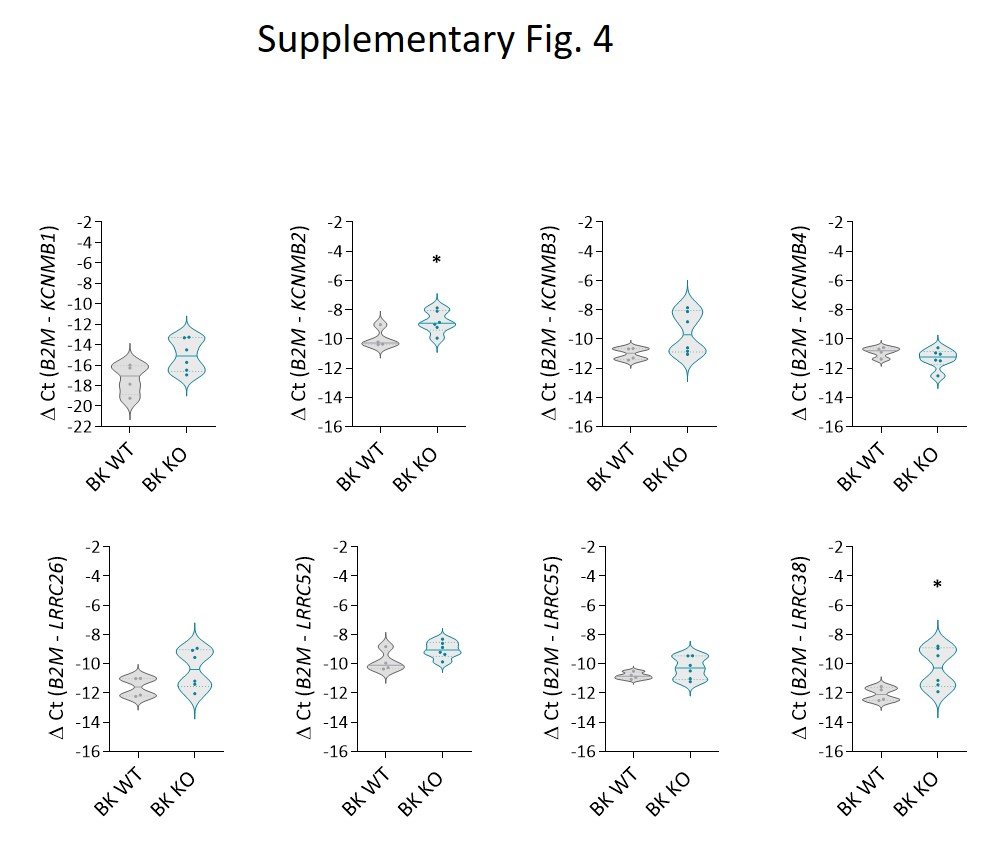 Supplementary Fig. 4
Δ Ct (B2M - KCNMB1)
-2
-4
-6
-8
-10
-12
-14
-16
-18
-20
-22
BK WT
BK KO
Δ Ct (B2M - KCNMB2)
-2
-4
-6
-8
-10
-12
-14
-16
*
BK WT
BK KO
Δ Ct (B2M - KCNMB3)
-2
-4
-6
-8
-10
-12
-14
-16
BK WT
BK KO
Δ Ct (B2M - KCNMB4)
-2
-4
-6
-8
-10
-12
-14
-16
BK WT
BK KO
Δ Ct (B2M - LRRC26)
-2
-4
-6
-8
-10
-12
-14
-16
BK WT
BK KO
Δ Ct (B2M - LRRC52)
-2
-4
-6
-8
-10
-12
-14
-16
BK WT
BK KO
Δ Ct (B2M - LRRC55)
-2
-4
-6
-8
-10
-12
-14
-16
BK WT
BK KO
Δ Ct (B2M - LRRC38)
-2
-4
-6
-8
-10
-12
-14
-16
*
BK WT
BK KO